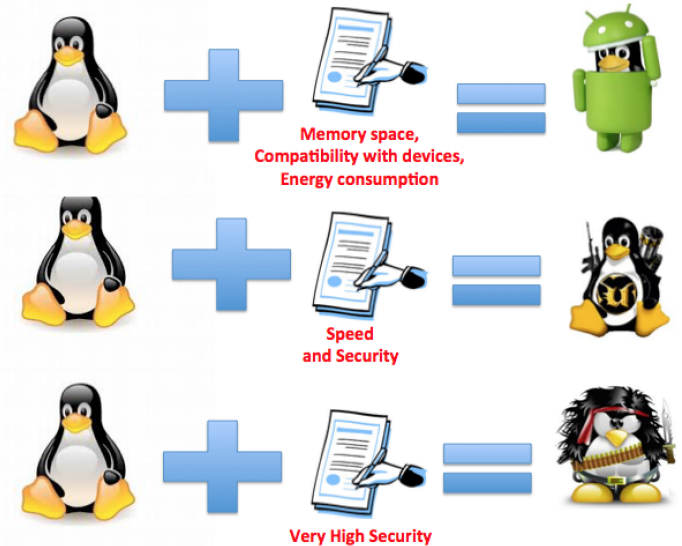 Memory space,
Compatibility with devices,
Energy consumption
Speed
and Security
Very High Security